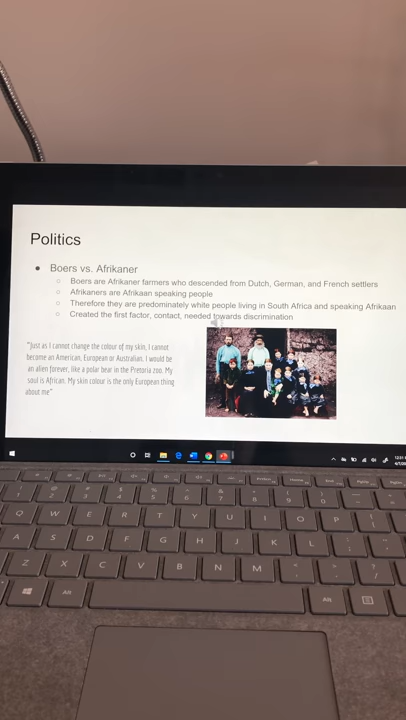 Politics
● Boers vs. Afrikaner
○ Boers are Afrikaner farmers who descended from Dutch, German, and French settlers
○ Afrikaners are Afrikaan speaking people
○ Therefore they are predominately white people living in South Africa and speaking Afrikaan
○ Created the first factor, contact, needed towards discrimination
"Just as I cannot change the colour of my skin, I cannot
become an American, European or Australian. I would be
an alien forever, like a polar bear in the Pretoria zoo. My
soul is African. My skin colour is the only European thing
about me"
Q W E R T Y U I O P
A S D F G H J K L
Z X C V B N M
Alt Alt